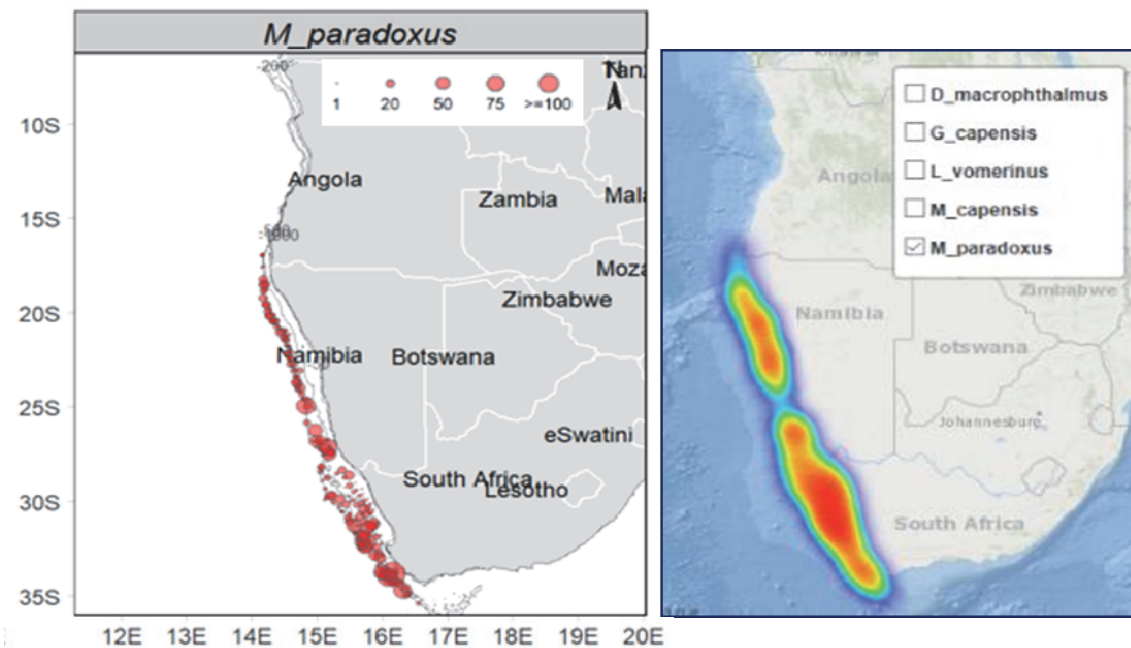 M_paradoxus
-200
1 20 50 75 >=100
N
Tanz
10S
Angola
Zambia
Mala
15S
Moza
Zimbabwe
20S
Namibia
Botswana
25S
eSwatini
South Africa
Lesotho
30S
35S
12E 13E 14E 15E 16E 17E 18E 19E 20E
D_macrophthalmus
G_capensis
L_vomerinus
M_capensis
M_paradoxus
Angola
Zimbabwe
Namibia
Botswana
Johannesburg
South Africa